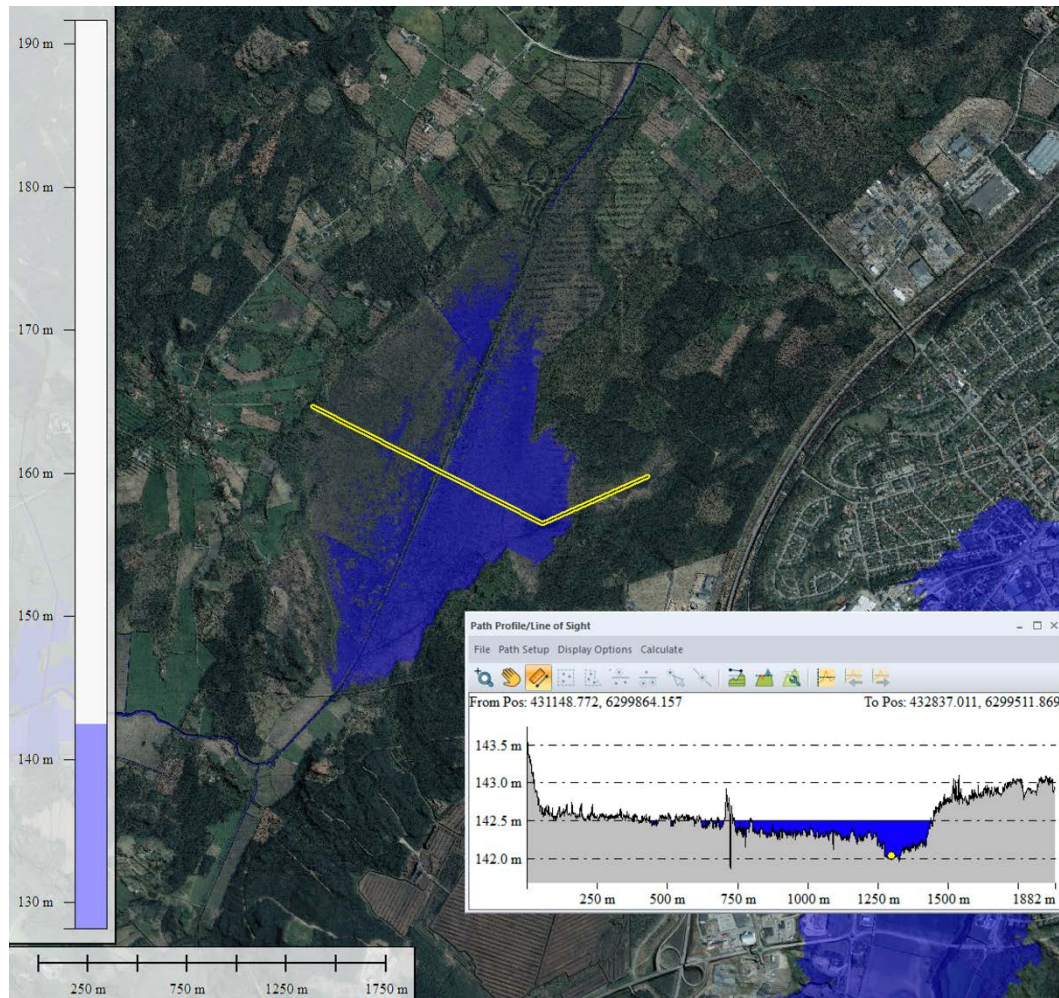 190 m
180 m
170 m
160 m
150 m
140 m
130 m
250 m 750 m 1250 m 1750 m
Path Profile/Line of Sight
File Path Setup Display Options Calculate
From Pos: 431148.772, 6299864.157 To Pos: 432837.011, 6299511.869
143.5 m
143.0 m
142.5 m
142.0 m
250 m 500 m 750 m 1000 m 1250 m 1500 m 1882 m